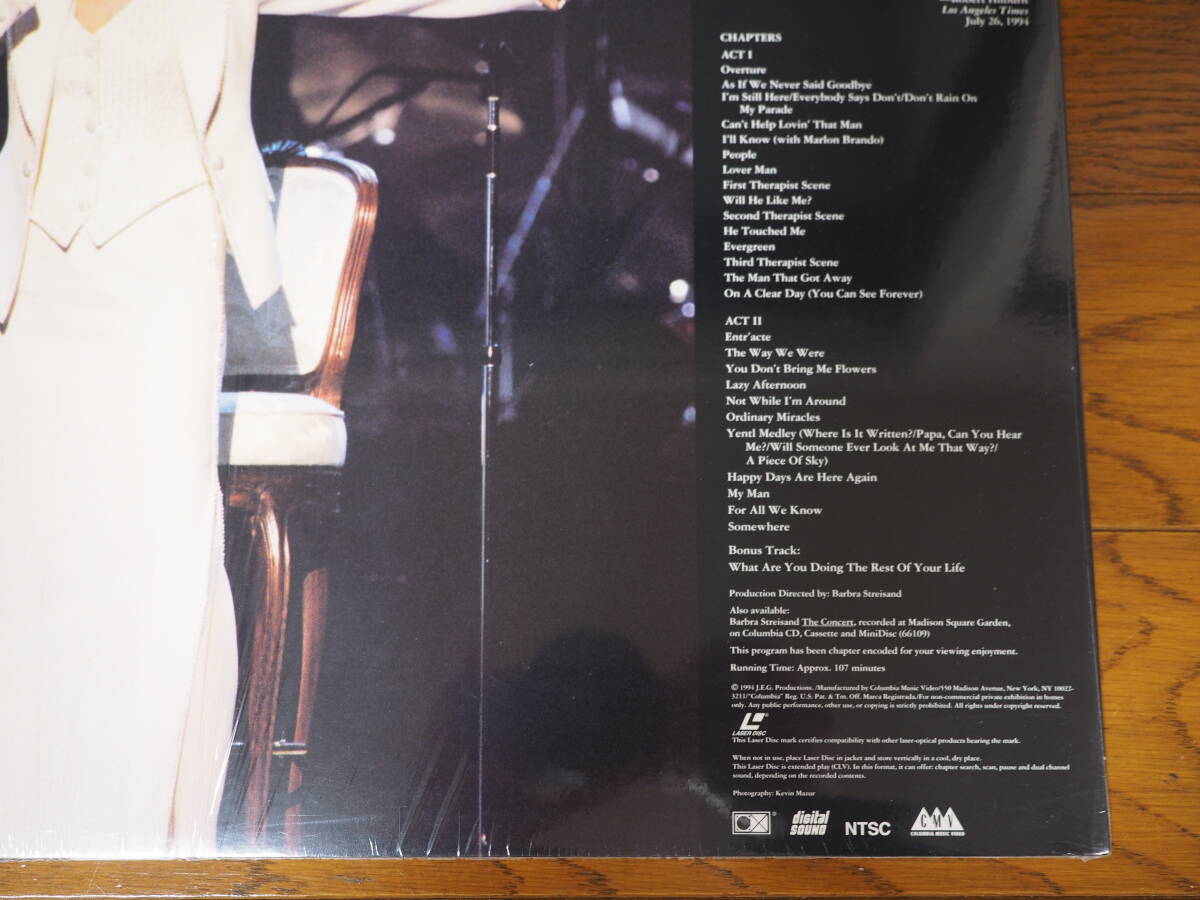 —Robert Hilburn
Los Angeles Times
July 26, 1994
CHAPTERS
ACT I
Overture
As If We Never Said Goodbye
I'm Still Here/Everybody Says Don't/Don't Rain On
My Parade
Can't Help Lovin' That Man
I'll Know (with Marlon Brando)
People
Lover Man
First Therapist Scene
Will He Like Me?
Second Therapist Scene
He Touched Me
Evergreen
Third Therapist Scene
The Man That Got Away
On A Clear Day (You Can See Forever)
ACT II
Entr'acte
The Way We Were
You Don't Bring Me Flowers
Lazy Afternoon
Not While I'm Around
Ordinary Miracles
Yentl Medley (Where Is It Written?/Papa, Can You Hear
Me?/Will Someone Ever Look At Me That Way?/
A Piece Of Sky)
Happy Days Are Here Again
My Man
For All We Know
Somewhere
Bonus Track:
What Are You Doing The Rest Of Your Life
Production Directed by: Barbra Streisand
Also available:
Barbra Streisand The Concert, recorded at Madison Square Garden,
on Columbia CD, Cassette and MiniDisc (66109)
This program has been chapter encoded for your viewing enjoyment.
Running Time: Approx. 107 minutes
© 1994 J.E.G. Productions. /Manufactured by Columbia Music Video/550 Madison Avenue, New York, NY 10022-
3211/"Columbia" Reg. U.S. Pat. & Tm. Off. Marca Registrada./For non-commercial private exhibition in homes
only. Any public performance, other use, or copying is strictly prohibited. All rights under copyright reserved.
LASER DISC
This Laser Disc mark certifies compatibility with other laser-optical products bearing the mark.
When not in use, place Laser Disc in jacket and store vertically in a cool, dry place.
This Laser Disc is extended play (CLV). In this format, it can offer: chapter search, scan, pause and dual channel
sound, depending on the recorded contents.
Photography: Kevin Mazur
CX digital SOUND NTSC CMV
COLUMBIA MUSIC VIDEO